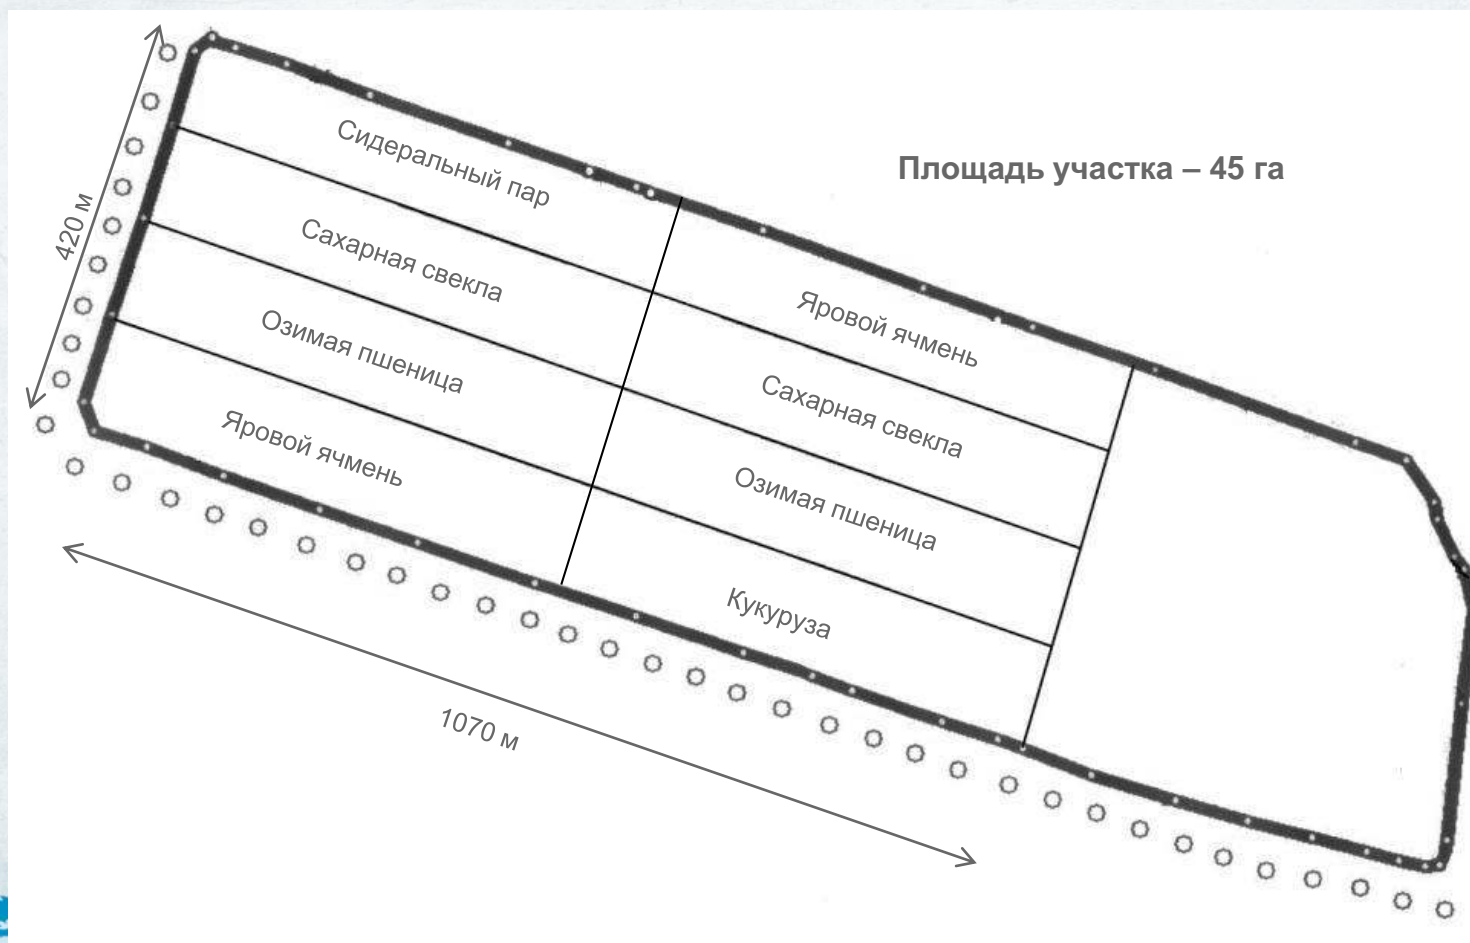 Площадь участка – 45 га
420 м
Сидеральный пар
Сахарная свекла
Озимая пшеница
Яровой ячмень
Яровой ячмень
Сахарная свекла
Озимая пшеница
Кукуруза
1070 м